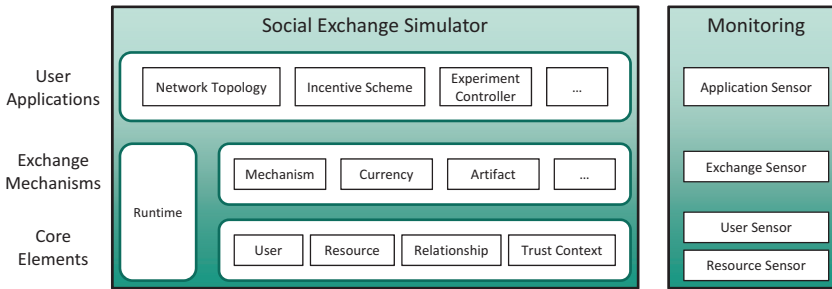 Social Exchange Simulator
Monitoring
User
Applications
Network Topology
Incentive Scheme
Experiment
Controller
...
Application Sensor
Exchange
Mechanisms
Runtime
Mechanism
Currency
Artifact
...
Exchange Sensor
Core
Elements
User
Resource
Relationship
Trust Context
User Sensor
Resource Sensor